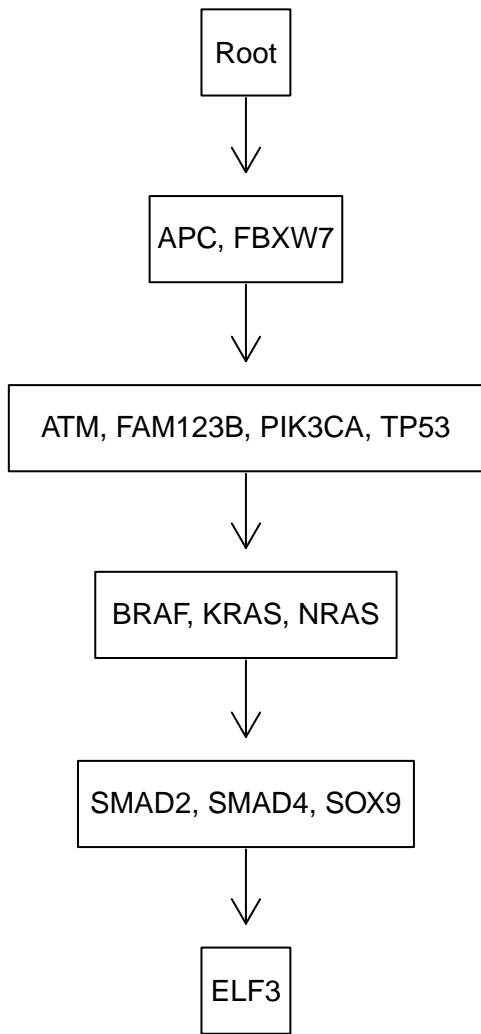 Root
APC, FBXW7
ATM, FAM123B, PIK3CA, TP53
BRAF, KRAS, NRAS
SMAD2, SMAD4, SOX9
ELF3